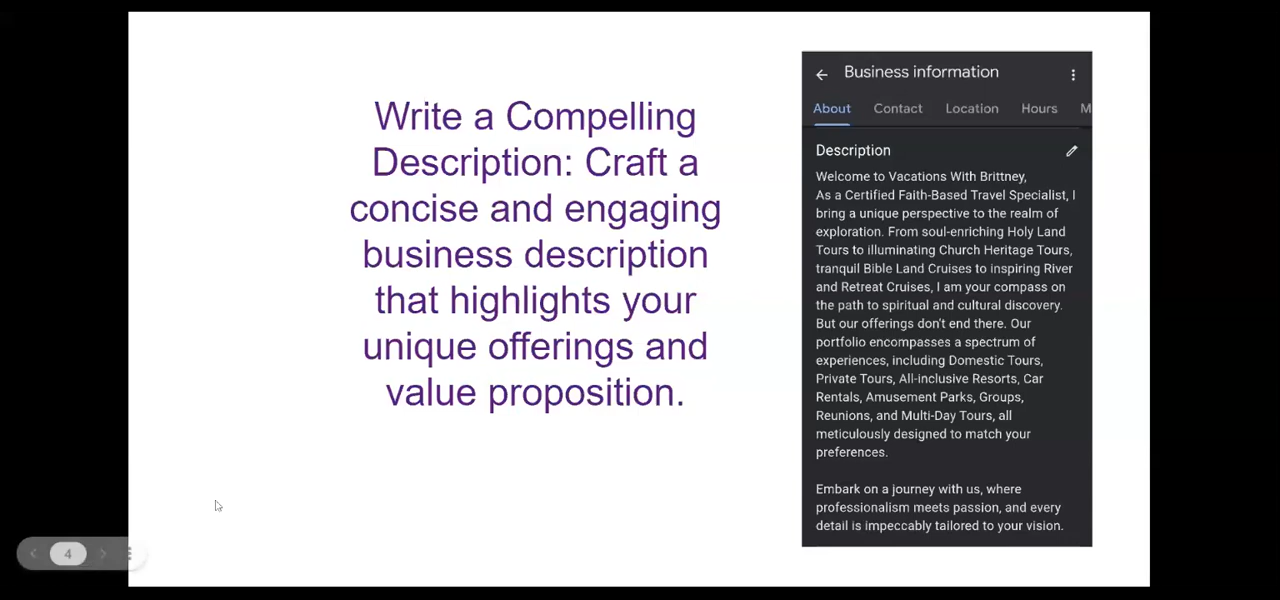 Write a Compelling
Description: Craft a
concise and engaging
business description
that highlights your
unique offerings and
value proposition.
Business information
About Contact Location Hours M
Description
Welcome to Vacations With Brittney,
As a Certified Faith-Based Travel Specialist, I
bring a unique perspective to the realm of
exploration. From soul-enriching Holy Land
Tours to illuminating Church Heritage Tours,
tranquil Bible Land Cruises to inspiring River
and Retreat Cruises, I am your compass on
the path to spiritual and cultural discovery.
But our offerings don't end there. Our
portfolio encompasses a spectrum of
experiences, including Domestic Tours,
Private Tours, All-inclusive Resorts, Car
Rentals, Amusement Parks, Groups,
Reunions, and Multi-Day Tours, all
meticulously designed to match your
preferences.
Embark on a journey with us, where
professionalism meets passion, and every
detail is impeccably tailored to your vision.
4